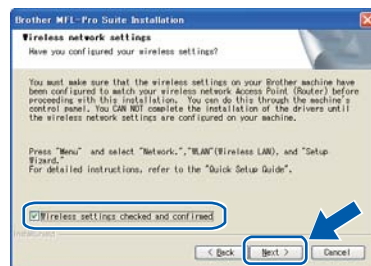 Brother MFL-Pro Suite Installation
Wireless network settings
Have you configured your wireless settings?
You must make sure that the wireless settings on your Brother machine have
been configured to match your wireless network Access Point (Router) before
proceeding with this installation. You can do this through the machine's
control panel. You CAN NOT complete the installation of the drivers until
the wireless network settings are configured on your machine.
Press "Menu" and select "Network.","WLAN"(Wireless LAN), and "Setup
Wizard."
For detailed instructions, refer to the "Quick Setup Guide".
Wireless settings checked and confirmed
InstallShield
< Back
Next >
Cancel